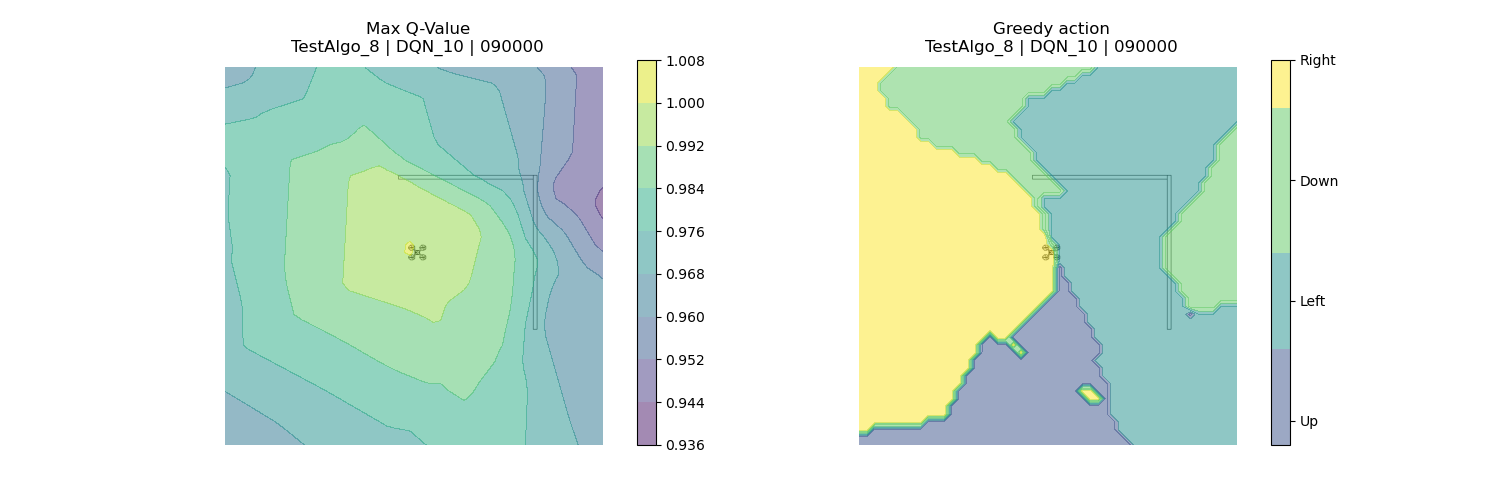 Max Q-Value
TestAlgo_8 | DQN_10 | 090000
1.008
1.000
0.992
0.984
0.976
0.968
0.960
0.952
0.944
0.936
Greedy action
TestAlgo_8 | DQN_10 | 090000
Right
Down
Left
Up